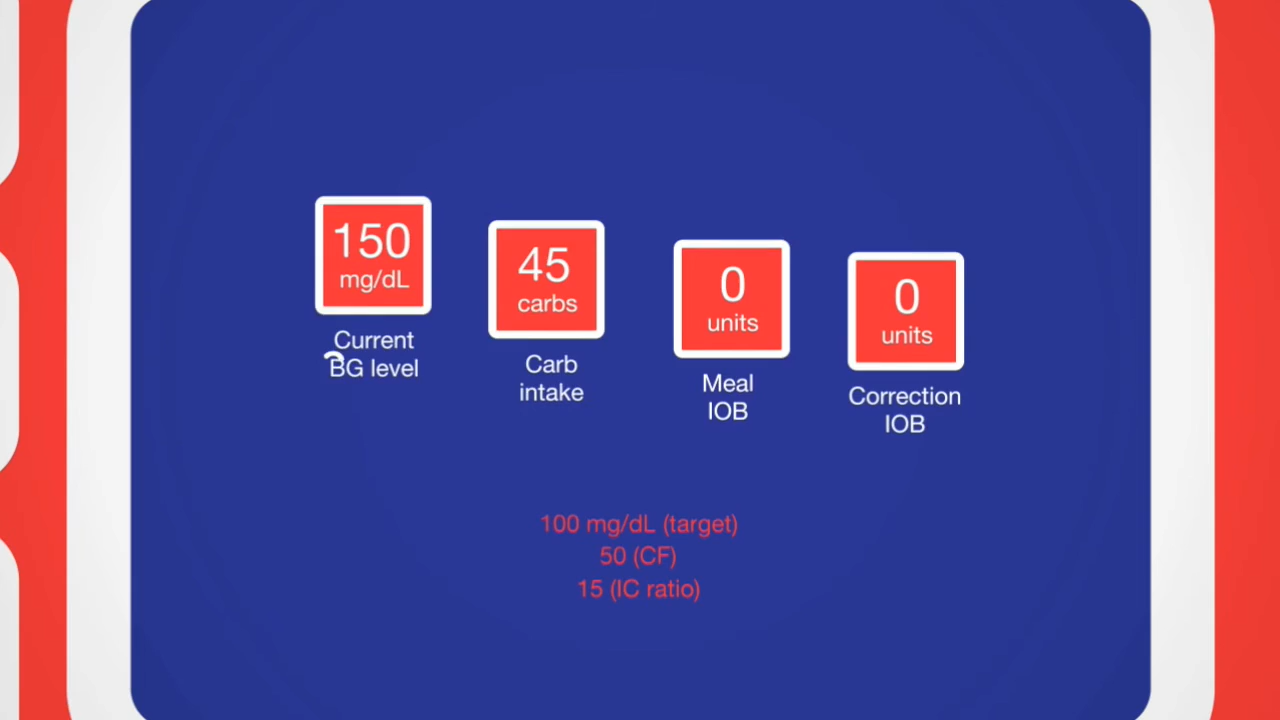 150
mg/dL
Current
BG level
45
carbs
Carb
intake
0
units
Meal
IOB
0
units
Correction
IOB
100 mg/dL (target)
50 (CF)
15 (IC ratio)